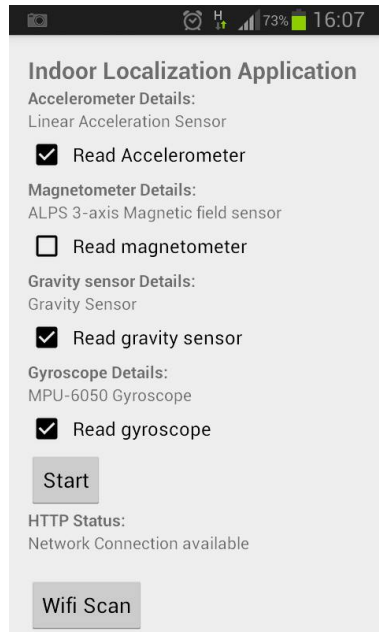 H 73% 16:07
Indoor Localization Application
Accelerometer Details:
Linear Acceleration Sensor
Read Accelerometer
Magnetometer Details:
ALPS 3-axis Magnetic field sensor
Read magnetometer
Gravity sensor Details:
Gravity Sensor
Read gravity sensor
Gyroscope Details:
MPU-6050 Gyroscope
Read gyroscope
Start
HTTP Status:
Network Connection available
Wifi Scan